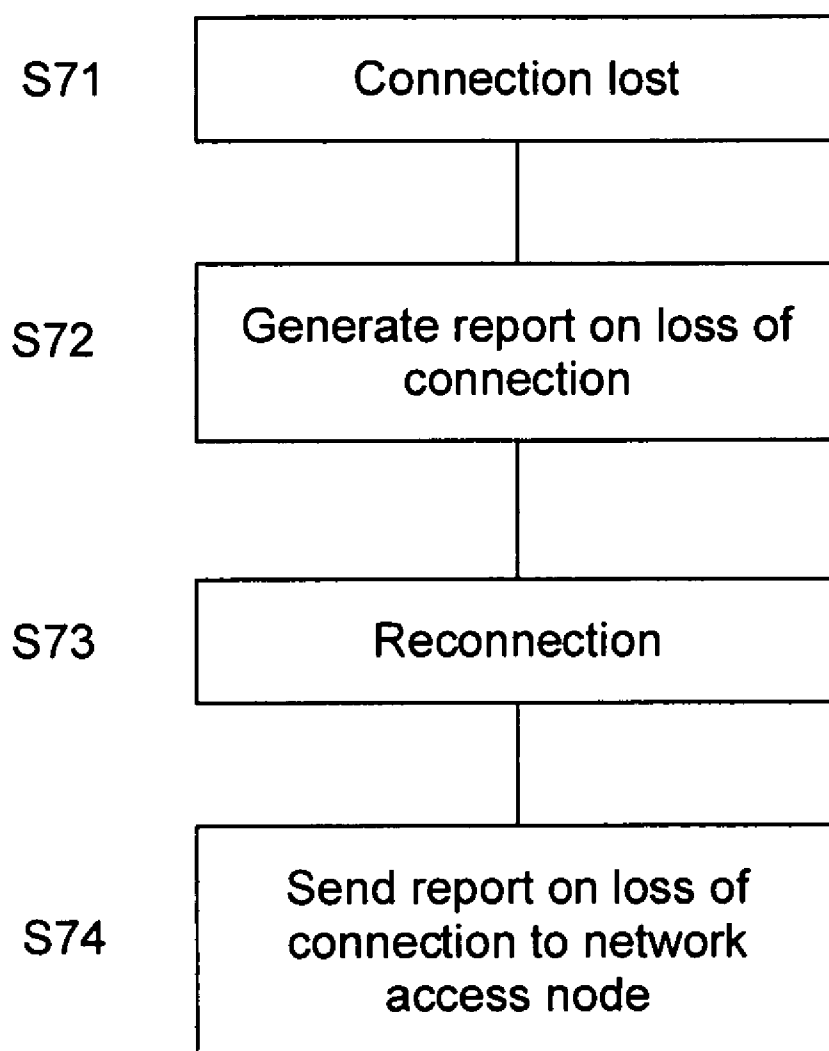 S71
Connection lost
S72
Generate report on loss of
connection
S73
Reconnection
S74
Send report on loss of
connection to network
access node